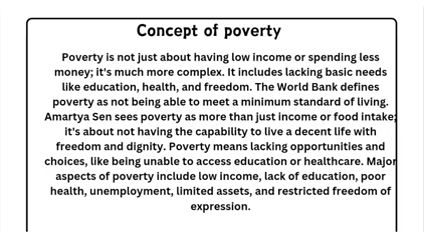 Concept of poverty
Poverty is not just about having low income or spending less
money; it's much more complex. It includes lacking basic needs
like education, health, and freedom. The World Bank defines
poverty as not being able to meet a minimum standard of living.
Amartya Sen sees poverty as more than just income or food intake;
it's about not having the capability to live a decent life with
freedom and dignity. Poverty means lacking opportunities and
choices, like being unable to access education or healthcare. Major
aspects of poverty include low income, lack of education, poor
health, unemployment, limited assets, and restricted freedom of
expression.